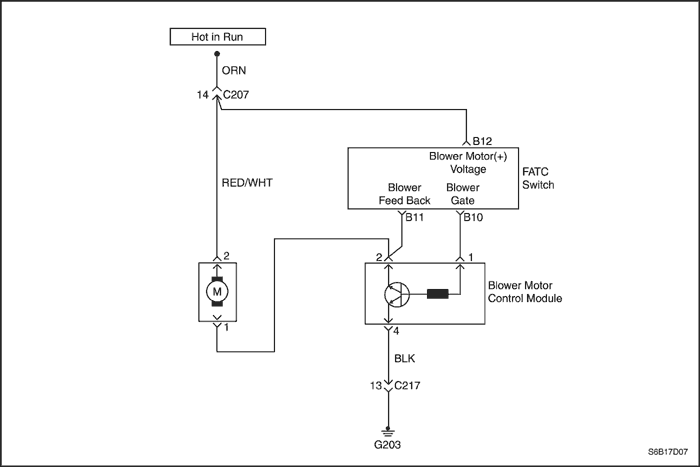 Hot in Run
ORN
14 C207
B12
Blower Motor(+)
Voltage
FATC
Switch
RED/WHT
Blower
Feed Back
Blower
Gate
B11
B10
2
2
1
M
Blower Motor
Control Module
1
4
BLK
13 C217
G203
S6B17D07